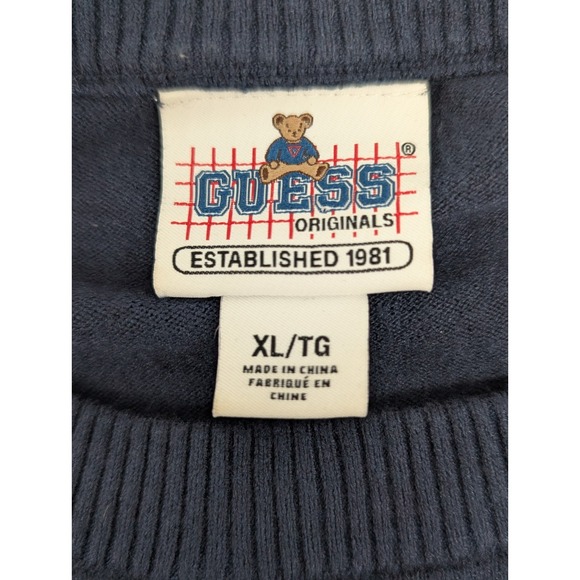 GUESS®
ORIGINALS
ESTABLISHED 1981
XL/TG
MADE IN CHINA
FABRIQUÉ EN
CHINE